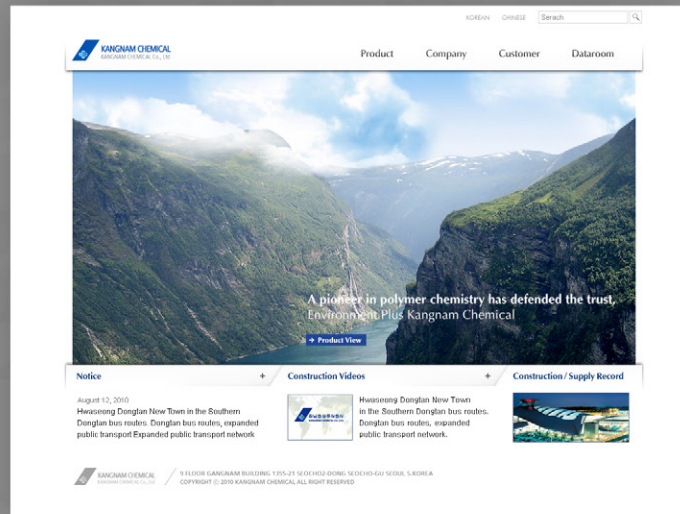 KOREAN CHINESE Serach
KANGNAM CHEMICAL
KANGNAM CHEMICAL Co., Ltd
Product Company Customer Dataroom
A pioneer in polymer chemistry has defended the trust,
Environment Plus Kangnam Chemical
Product View
Notice +
August 12, 2010
Hwaseong Dongtan New Town in the Southern
Dongtan bus routes. Dongtan bus routes, expanded
public transport Expanded public transport network
Construction Videos +
Hwaseong Dongtan New Town
in the Southern Dongtan bus routes.
Dongtan bus routes, expanded
public transport network.
Construction / Supply Record
KANGNAM CHEMICAL
KANGNAM CHEMICAL Co., Ltd
9 FLOOR GANGNAM BUILDING 1355-21 SEOCHO2-DONG SEOCHO-GU SEOUL S.KOREA
COPYRIGHT ⓒ 2010 KANGNAM CHEMICAL ALL RIGHT RESERVED